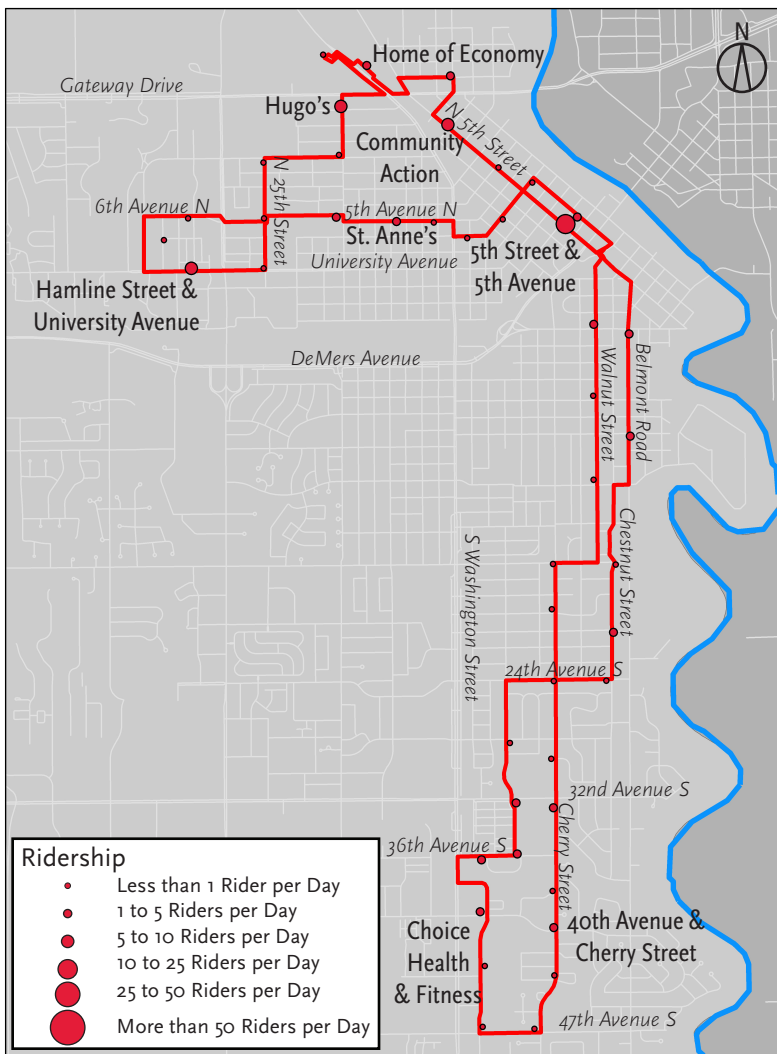 N
Home of Economy
Gateway Drive
Hugo's
N 5th Street
Community
Action
N 25th Street
6th Avenue N
5th Avenue N
St. Anne's
5th Street &
5th Avenue
University Avenue
Hamline Street &
University Avenue
DeMers Avenue
Walnut Street
Belmont Road
Chestnut Street
S Washington Street
24th Avenue S
32nd Avenue S
Cherry Street
36th Avenue S
40th Avenue &
Cherry Street
Choice
Health
& Fitness
47th Avenue S
Ridership
Less than 1 Rider per Day
1 to 5 Riders per Day
5 to 10 Riders per Day
10 to 25 Riders per Day
25 to 50 Riders per Day
More than 50 Riders per Day